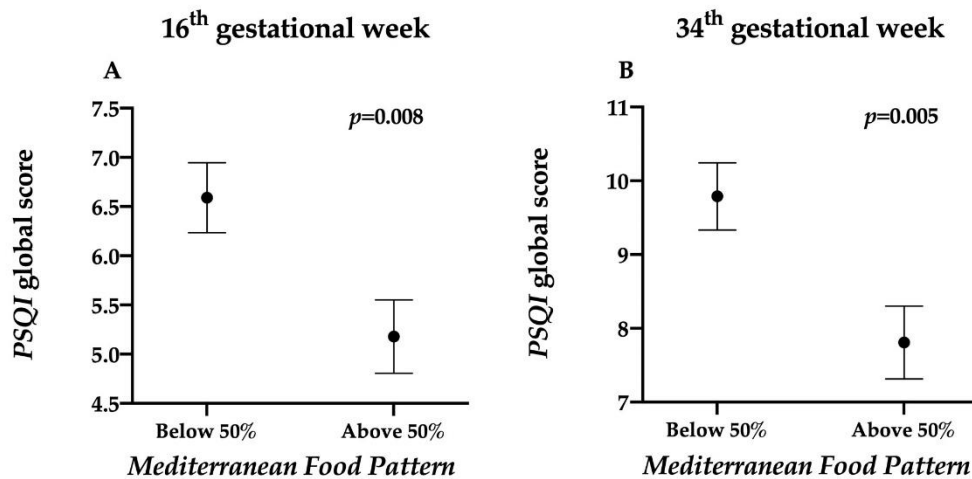 16th gestational week
A
p=0.008
PSQI global score
7.5
7.0
6.5
6.0
5.5
5.0
4.5
Below 50%
Above 50%
Mediterranean Food Pattern
34th gestational week
B
p=0.005
PSQI global score
11
10
9
8
7
Below 50%
Above 50%
Mediterranean Food Pattern